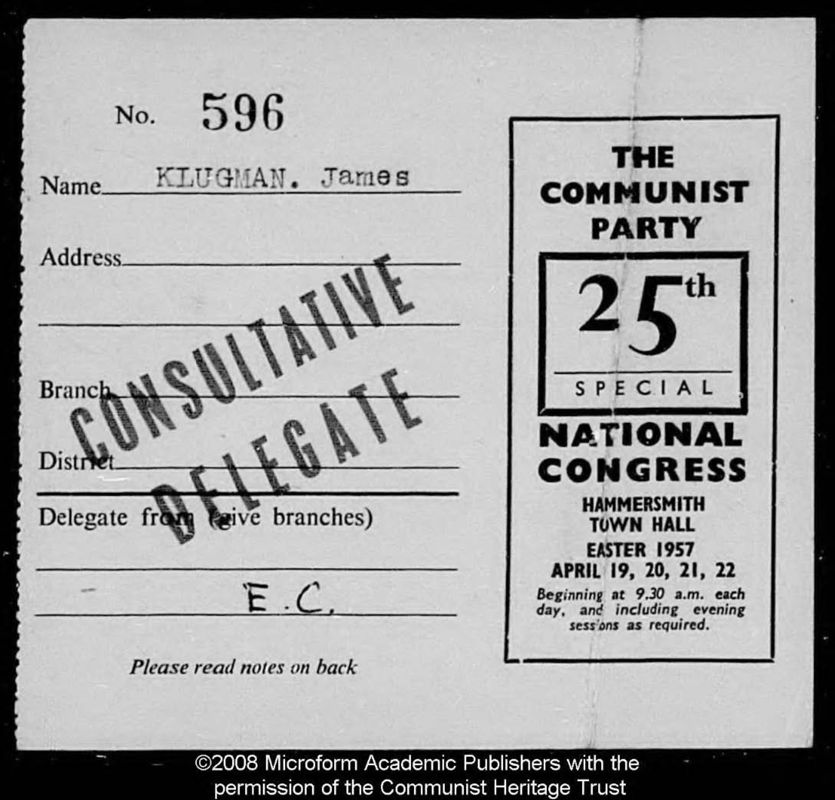 No. 596
Name KLUGMAN. James
Address
Branch
District
Delegate from (give branches)
E.C.
Please read notes on back
CONSULTATIVE
DELEGATE
THE
COMMUNIST
PARTY
25th
SPECIAL
NATIONAL
CONGRESS
HAMMERSMITH
TOWN HALL
EASTER 1957
APRIL 19, 20, 21, 22
Beginning at 9.30 a.m. each
day, and including evening
sessions as required.
©2008 Microform Academic Publishers with the
permission of the Communist Heritage Trust